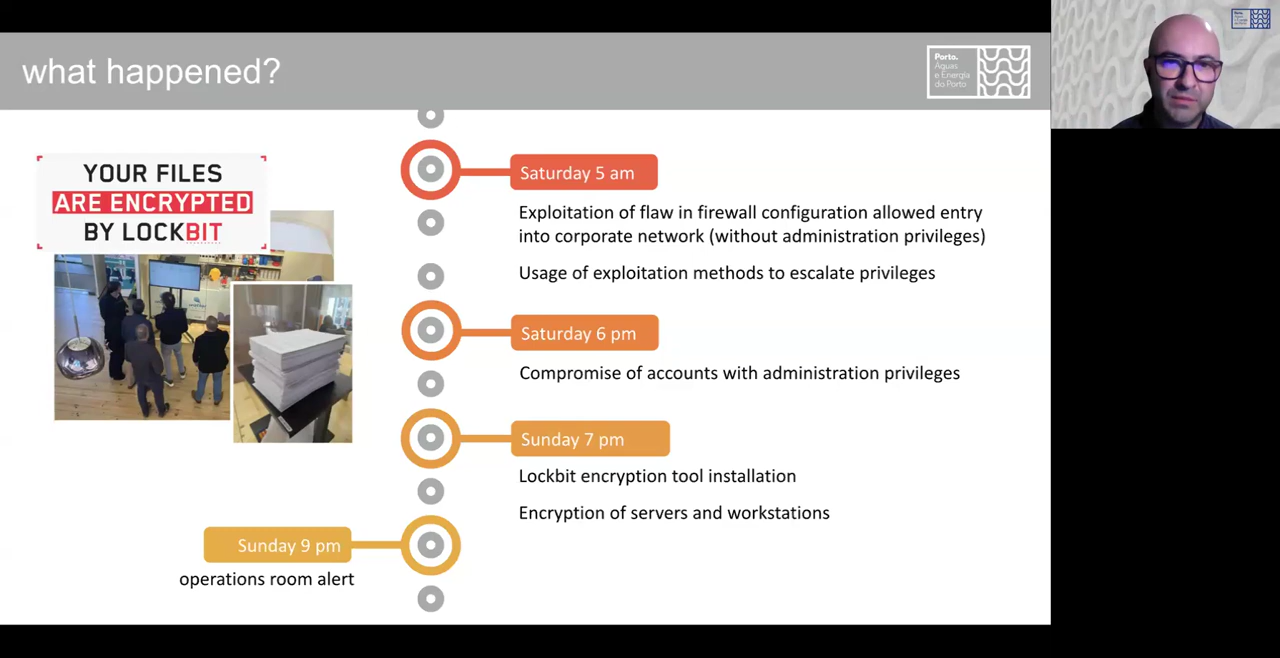 what happened?
Porto.
Águas
e Energia
do Porto
YOUR FILES
ARE ENCRYPTED
BY LOCKBIT
Saturday 5 am
Exploitation of flaw in firewall configuration allowed entry
into corporate network (without administration privileges)
Usage of exploitation methods to escalate privileges
Saturday 6 pm
Compromise of accounts with administration privileges
Sunday 7 pm
Lockbit encryption tool installation
Encryption of servers and workstations
Sunday 9 pm
operations room alert